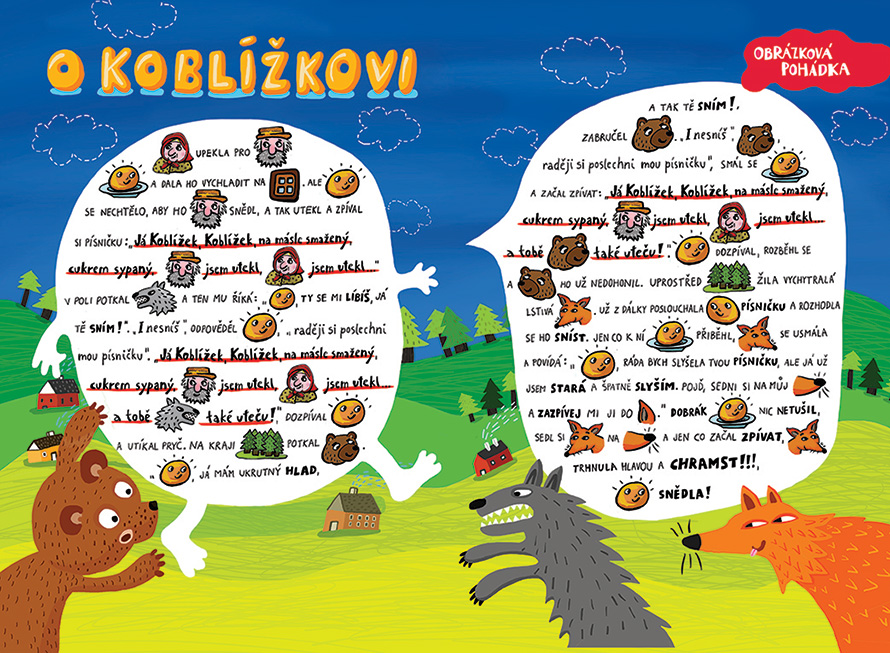 O KOBLÍŽKOVI
OBRÁZKOVÁ
POHÁDKA
UPEKLA PRO
A DALA HO VYCHLADIT NA . ALE
SE NECHTĚLO, ABY HO SNĚDL, A TAK UTEKL A ZPÍVAL
SI PÍSNIČKU: „Já Koblížek, Koblížek, na másle smažený,
cukrem sypaný, jsem utekl, jsem utekl..."
V POLI POTKAL A TEN MU ŘÍKÁ: „ , TY SE MI LÍBÍŠ, JÁ
TĚ SNÍM!". „I nesníš", ODPOVĚDĚL , „raději si poslechni
mou písničku". Já Koblížek, Koblížek, na másle smažený,
cukrem sypaný, jsem utekl, jsem utekl...
a tobě také uteču!", DOZPÍVAL
A UTÍKAL PRYČ. NA KRAJI POTKAL
„ , JÁ MÁM UKRUTNÝ HLAD,
A TAK TĚ SNÍM!,
ZABRUČEL . „I nesníš",
raději si poslechni mou písničku", SMÁL SE
A ZAČAL ZPÍVAT: Já Koblížek, Koblížek, na másle smažený,
cukrem sypaný, jsem utekl, jsem utekl
a tobě také uteču!". DOZPÍVAL, ROZBĚHL SE
A HO UŽ NEDOHONIL. UPROSTŘED ŽILA VYCHYTRALÁ
LSTIVÁ . UŽ Z DÁLKY POSLOUCHALA PÍSNIČKU A ROZHODLA
SE HO SNÍST. JEN CO K NÍ PŘIBĚHL, SE USMÁLA
A POVÍDÁ: „ , RÁDA BYCH SLYŠELA TVOU PÍSNIČKU, ALE JÁ UŽ
JSEM STARÁ A ŠPATNĚ SLYŠÍM. POJĎ, SEDNI SI NA MŮJ
A ZAZPÍVEJ MI JI DO ." DOBRÁK NIC NETUŠIL,
SEDL SI NA A JEN CO ZAČAL ZPÍVAT,
TRHNULA HLAVOU A CHRAMST!!!,
SNĚDLA!